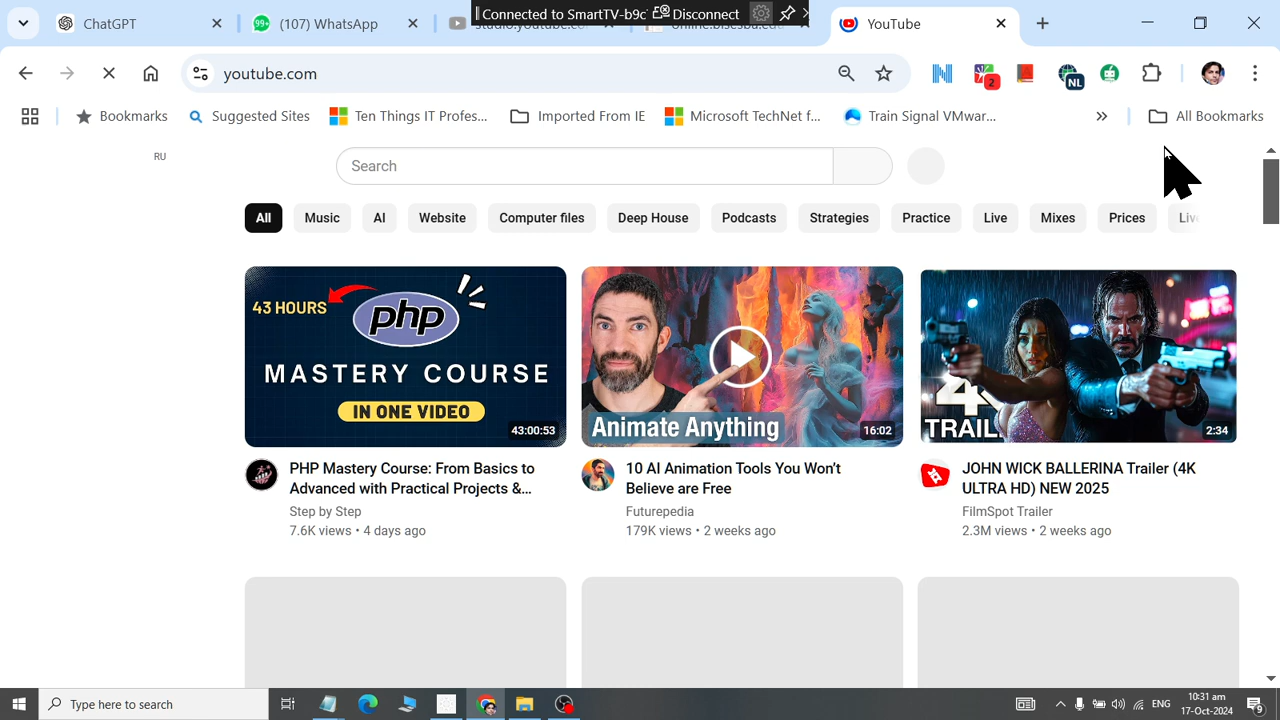 ChatGPT
(107) WhatsApp
Connected to SmartTV-b9c
Disconnect
YouTube
youtube.com
2
NL
Bookmarks
Suggested Sites
Ten Things IT Profes...
Imported From IE
Microsoft TechNet f...
Train Signal VMwar...
All Bookmarks
RU
Search
All
Music
AI
Website
Computer files
Deep House
Podcasts
Strategies
Practice
Live
Mixes
Prices
43 HOURS
php
MASTERY COURSE
IN ONE VIDEO
43:00:53
Animate Anything
16:02
4
TRAIL
2:34
PHP Mastery Course: From Basics to
Advanced with Practical Projects &...
Step by Step
7.6K views • 4 days ago
10 AI Animation Tools You Won't
Believe are Free
Futurepedia
179K views • 2 weeks ago
JOHN WICK BALLERINA Trailer (4K
ULTRA HD) NEW 2025
FilmSpot Trailer
2.3M views • 2 weeks ago
Type here to search
ENG
10:31 am
17-Oct-2024